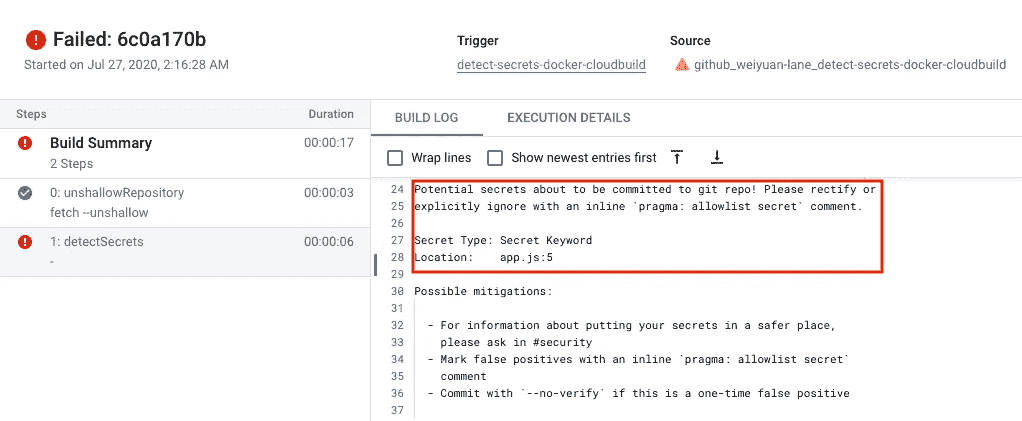 Failed: 6c0a170b
Started on Jul 27, 2020, 2:16:28 AM
Trigger
detect-secrets-docker-cloudbuild
Source
github_weiyuan-lane_detect-secrets-docker-cloudbuild
Steps Duration
Build Summary 00:00:17
2 Steps
0: unshallowRepository 00:00:03
fetch --unshallow
1: detectSecrets 00:00:06
-
BUILD LOG EXECUTION DETAILS
Wrap lines Show newest entries first
24 Potential secrets about to be committed to git repo! Please rectify or
25 explicitly ignore with an inline `pragma: allowlist secret` comment.
26
27 Secret Type: Secret Keyword
28 Location:    app.js:5
29
30 Possible mitigations:
31
32   - For information about putting your secrets in a safer place,
33     please ask in #security
34   - Mark false positives with an inline `pragma: allowlist secret`
35     comment
36   - Commit with `--no-verify` if this is a one-time false positive
37